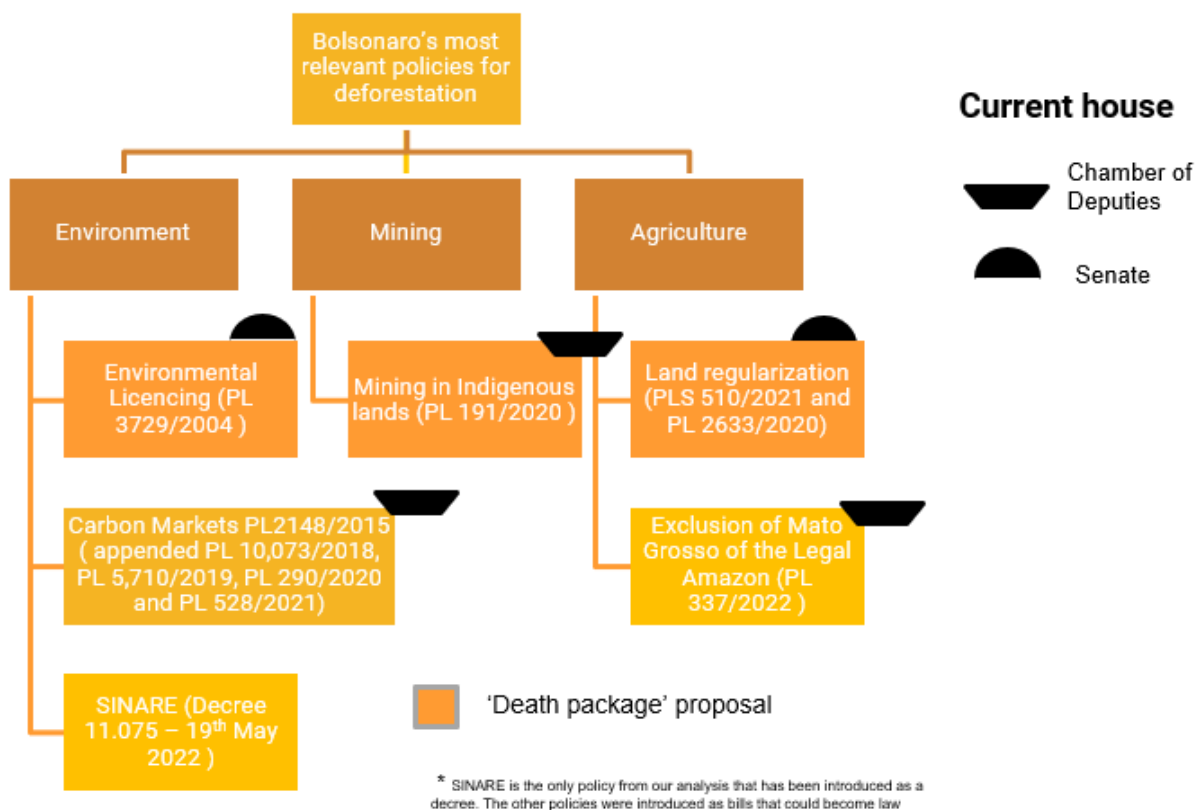 Bolsonaro's most
relevant policies for
deforestation
Current house
Chamber of
Deputies
Senate
Environment
Mining
Agriculture
Environmental
Licencing (PL
3729/2004 )
Mining in Indigenous
lands (PL 191/2020 )
Land regularization
(PLS 510/2021 and
PL 2633/2020)
Carbon Markets PL2148/2015
( appended PL 10,073/2018,
PL 5,710/2019, PL 290/2020
and PL 528/2021)
Exclusion of Mato
Grosso of the Legal
Amazon (PL
337/2022 )
SINARE (Decree
11.075 – 19th May
2022 )
'Death package' proposal
* SINARE is the only policy from our analysis that has been introduced as a
decree. The other policies were introduced as bills that could become law